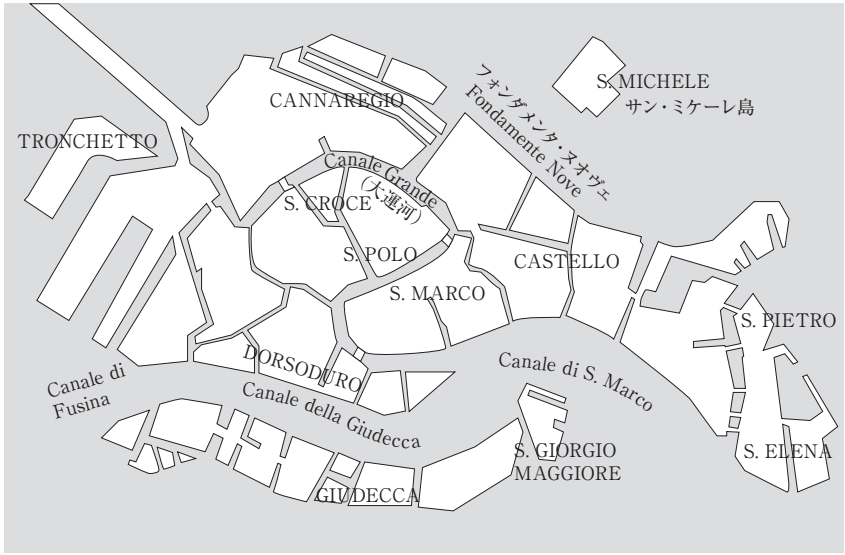 S. MICHELE
サン・ミケーレ島
フォンダメンタ・ヌオヴェ
Fondamente Nove
CANNAREGIO
TRONCHETTO
Canale Grande
(大運河)
S. CROCE
S. POLO
CASTELLO
S. MARCO
S. PIETRO
DORSODURO
Canale di S. Marco
Canale di
Fusina
Canale della Giudecca
S. GIORGIO
MAGGIORE
S. ELENA
GIUDECCA